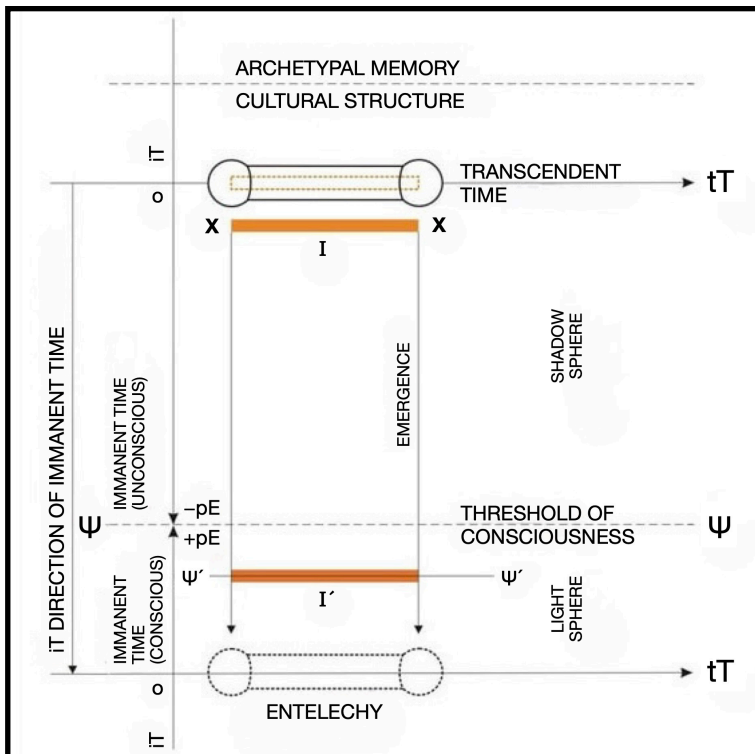 ARCHETYPAL MEMORY
CULTURAL STRUCTURE
iT
o
TRANSCENDENT
TIME
tT
X
X
I
iT DIRECTION OF IMMANENT TIME
IMMANENT TIME
(UNCONSCIOUS)
EMERGENCE
SHADOW
SPHERE
−pE
Ψ
+pE
THRESHOLD OF
CONSCIOUSNESS
Ψ
Ψ´
Ψ´
I´
IMMANENT
TIME
(CONSCIOUS)
LIGHT
SPHERE
o
tT
ENTELECHY
iT